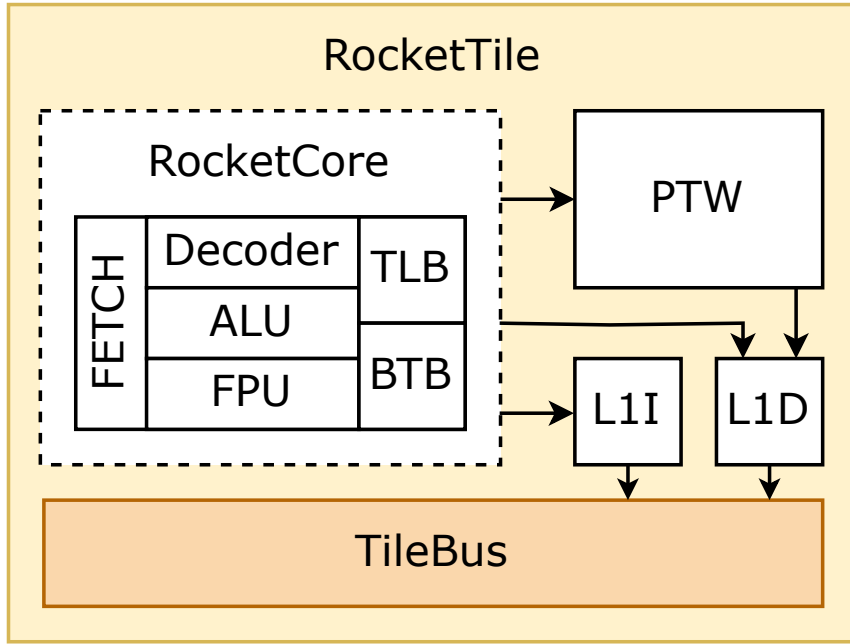 RocketTile
RocketCore
PTW
FETCH
Decoder
ALU
FPU
TLB
BTB
L1I
L1D
TileBus